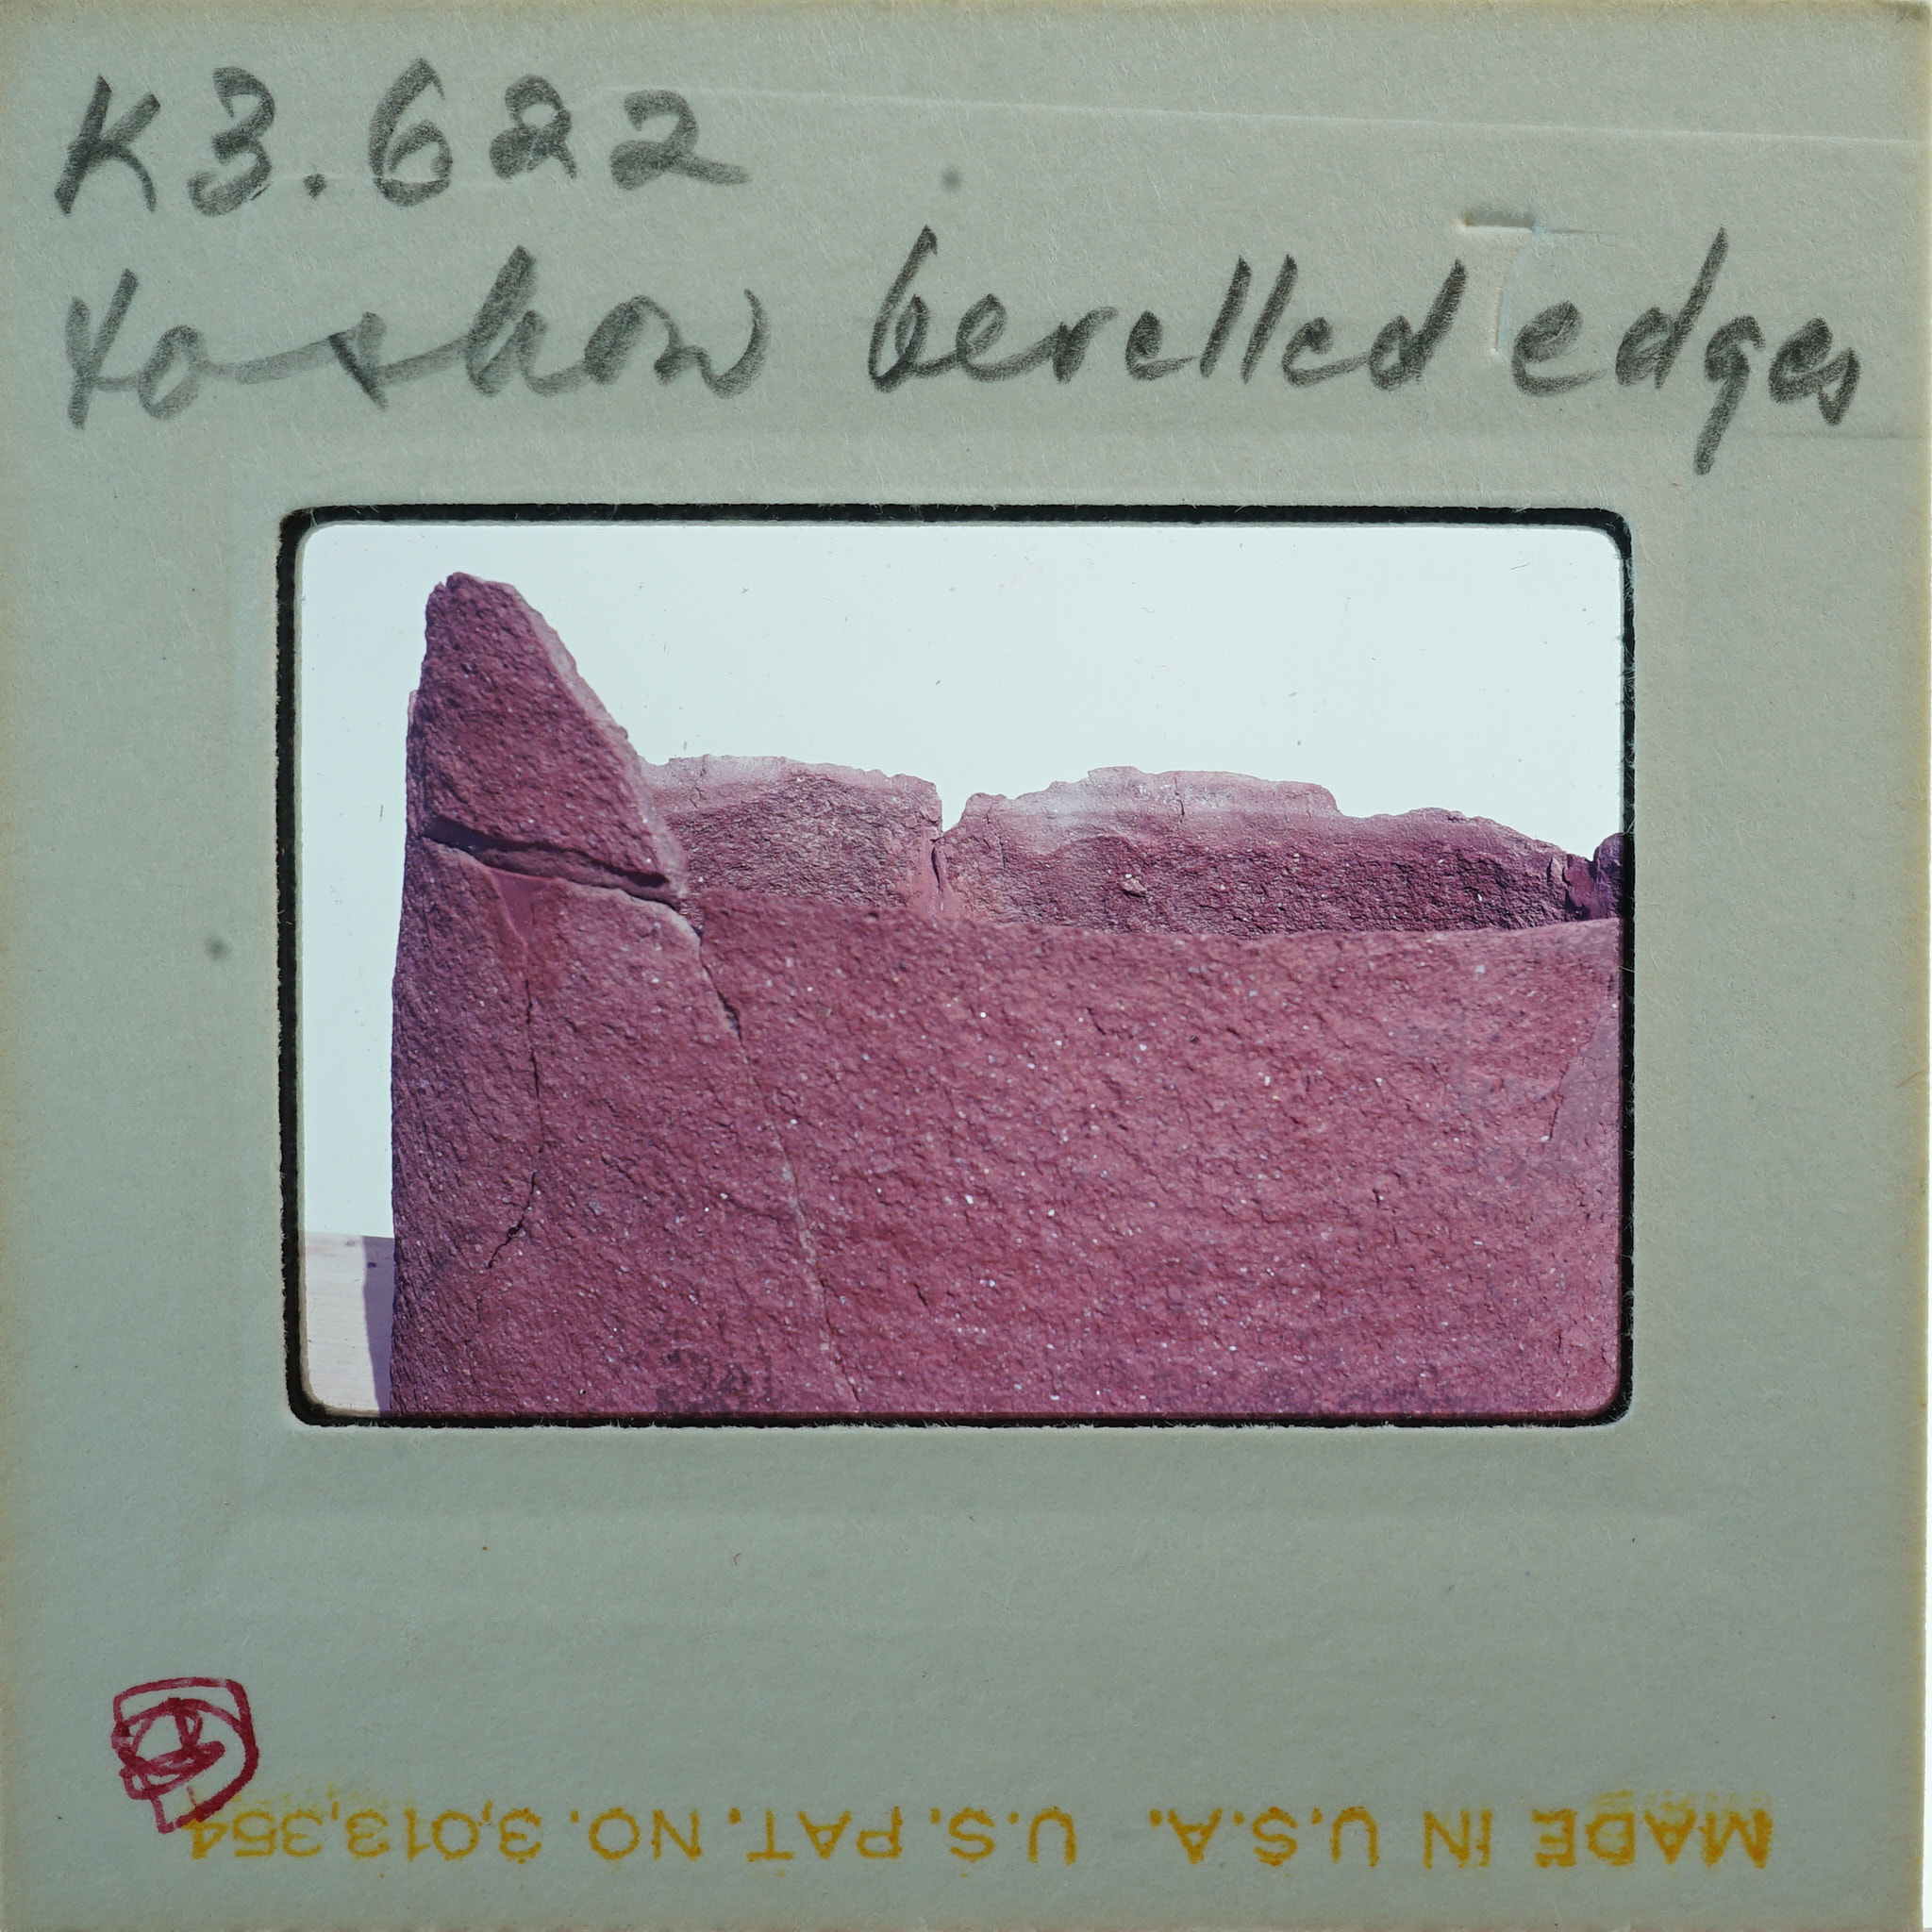 K3.622
to show bevelled edges
MADE IN U.S.A. U.S. PAT. NO. 3,013,354